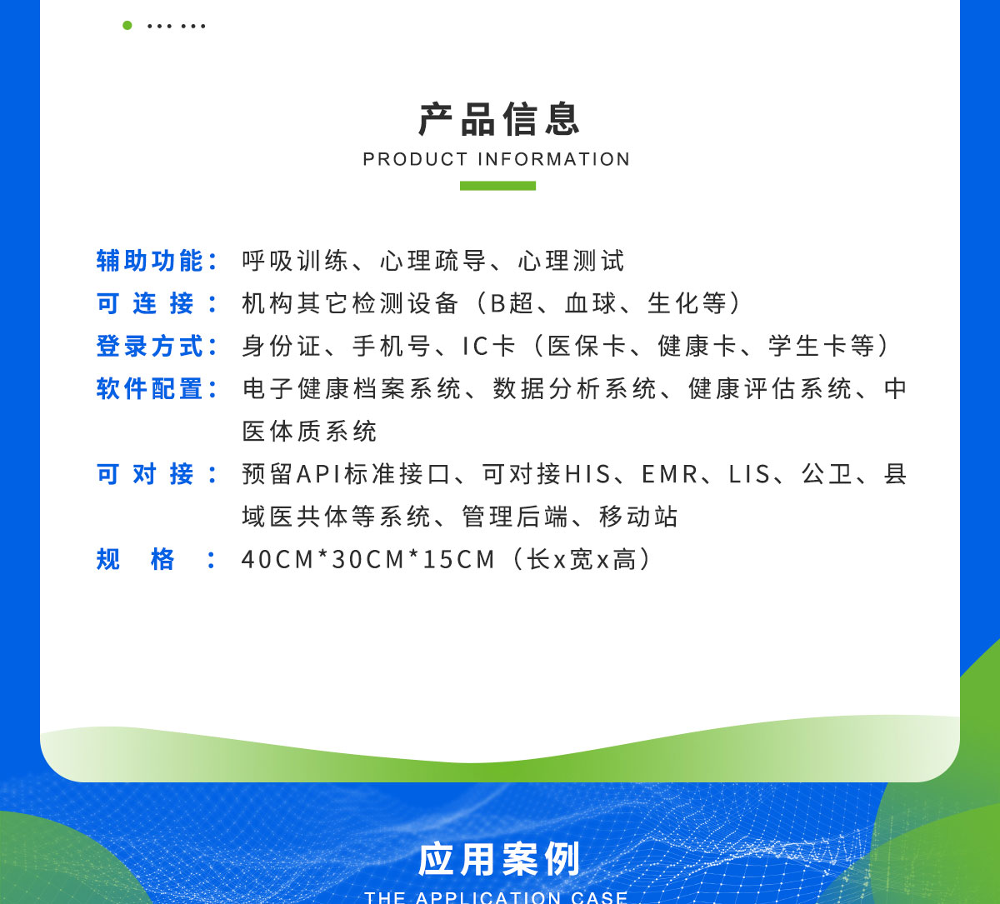 ● ……
产品信息
PRODUCT INFORMATION
辅助功能： 呼吸训练、心理疏导、心理测试
可连接： 机构其它检测设备（B超、血球、生化等）
登录方式： 身份证、手机号、IC卡（医保卡、健康卡、学生卡等）
软件配置： 电子健康档案系统、数据分析系统、健康评估系统、中
医体质系统
可对接： 预留API标准接口、可对接HIS、EMR、LIS、公卫、县
域医共体等系统、管理后端、移动站
规格： 40CM*30CM*15CM（长x宽x高）
应用案例
THE APPLICATION CASE